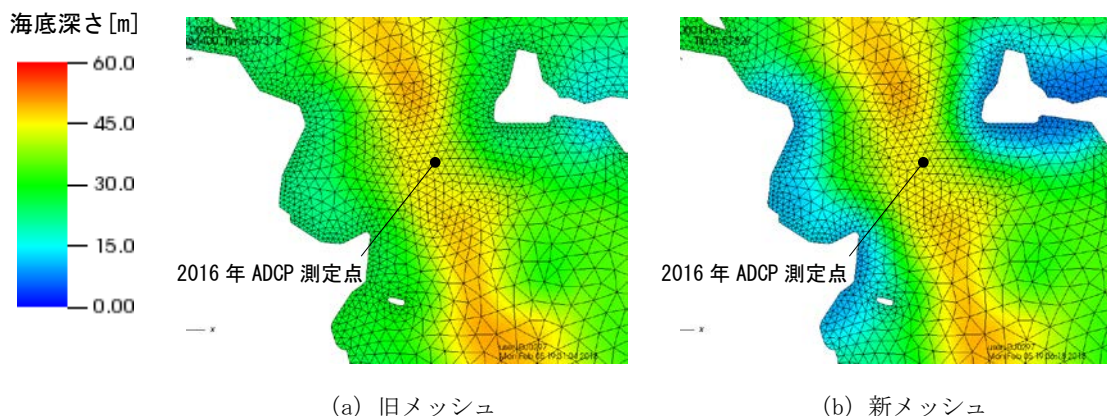 海底深さ[m]
60.0
45.0
30.0
15.0
0.00
2016 年 ADCP 測定点
x
2016 年 ADCP 測定点
x
(a) 旧メッシュ
(b) 新メッシュ